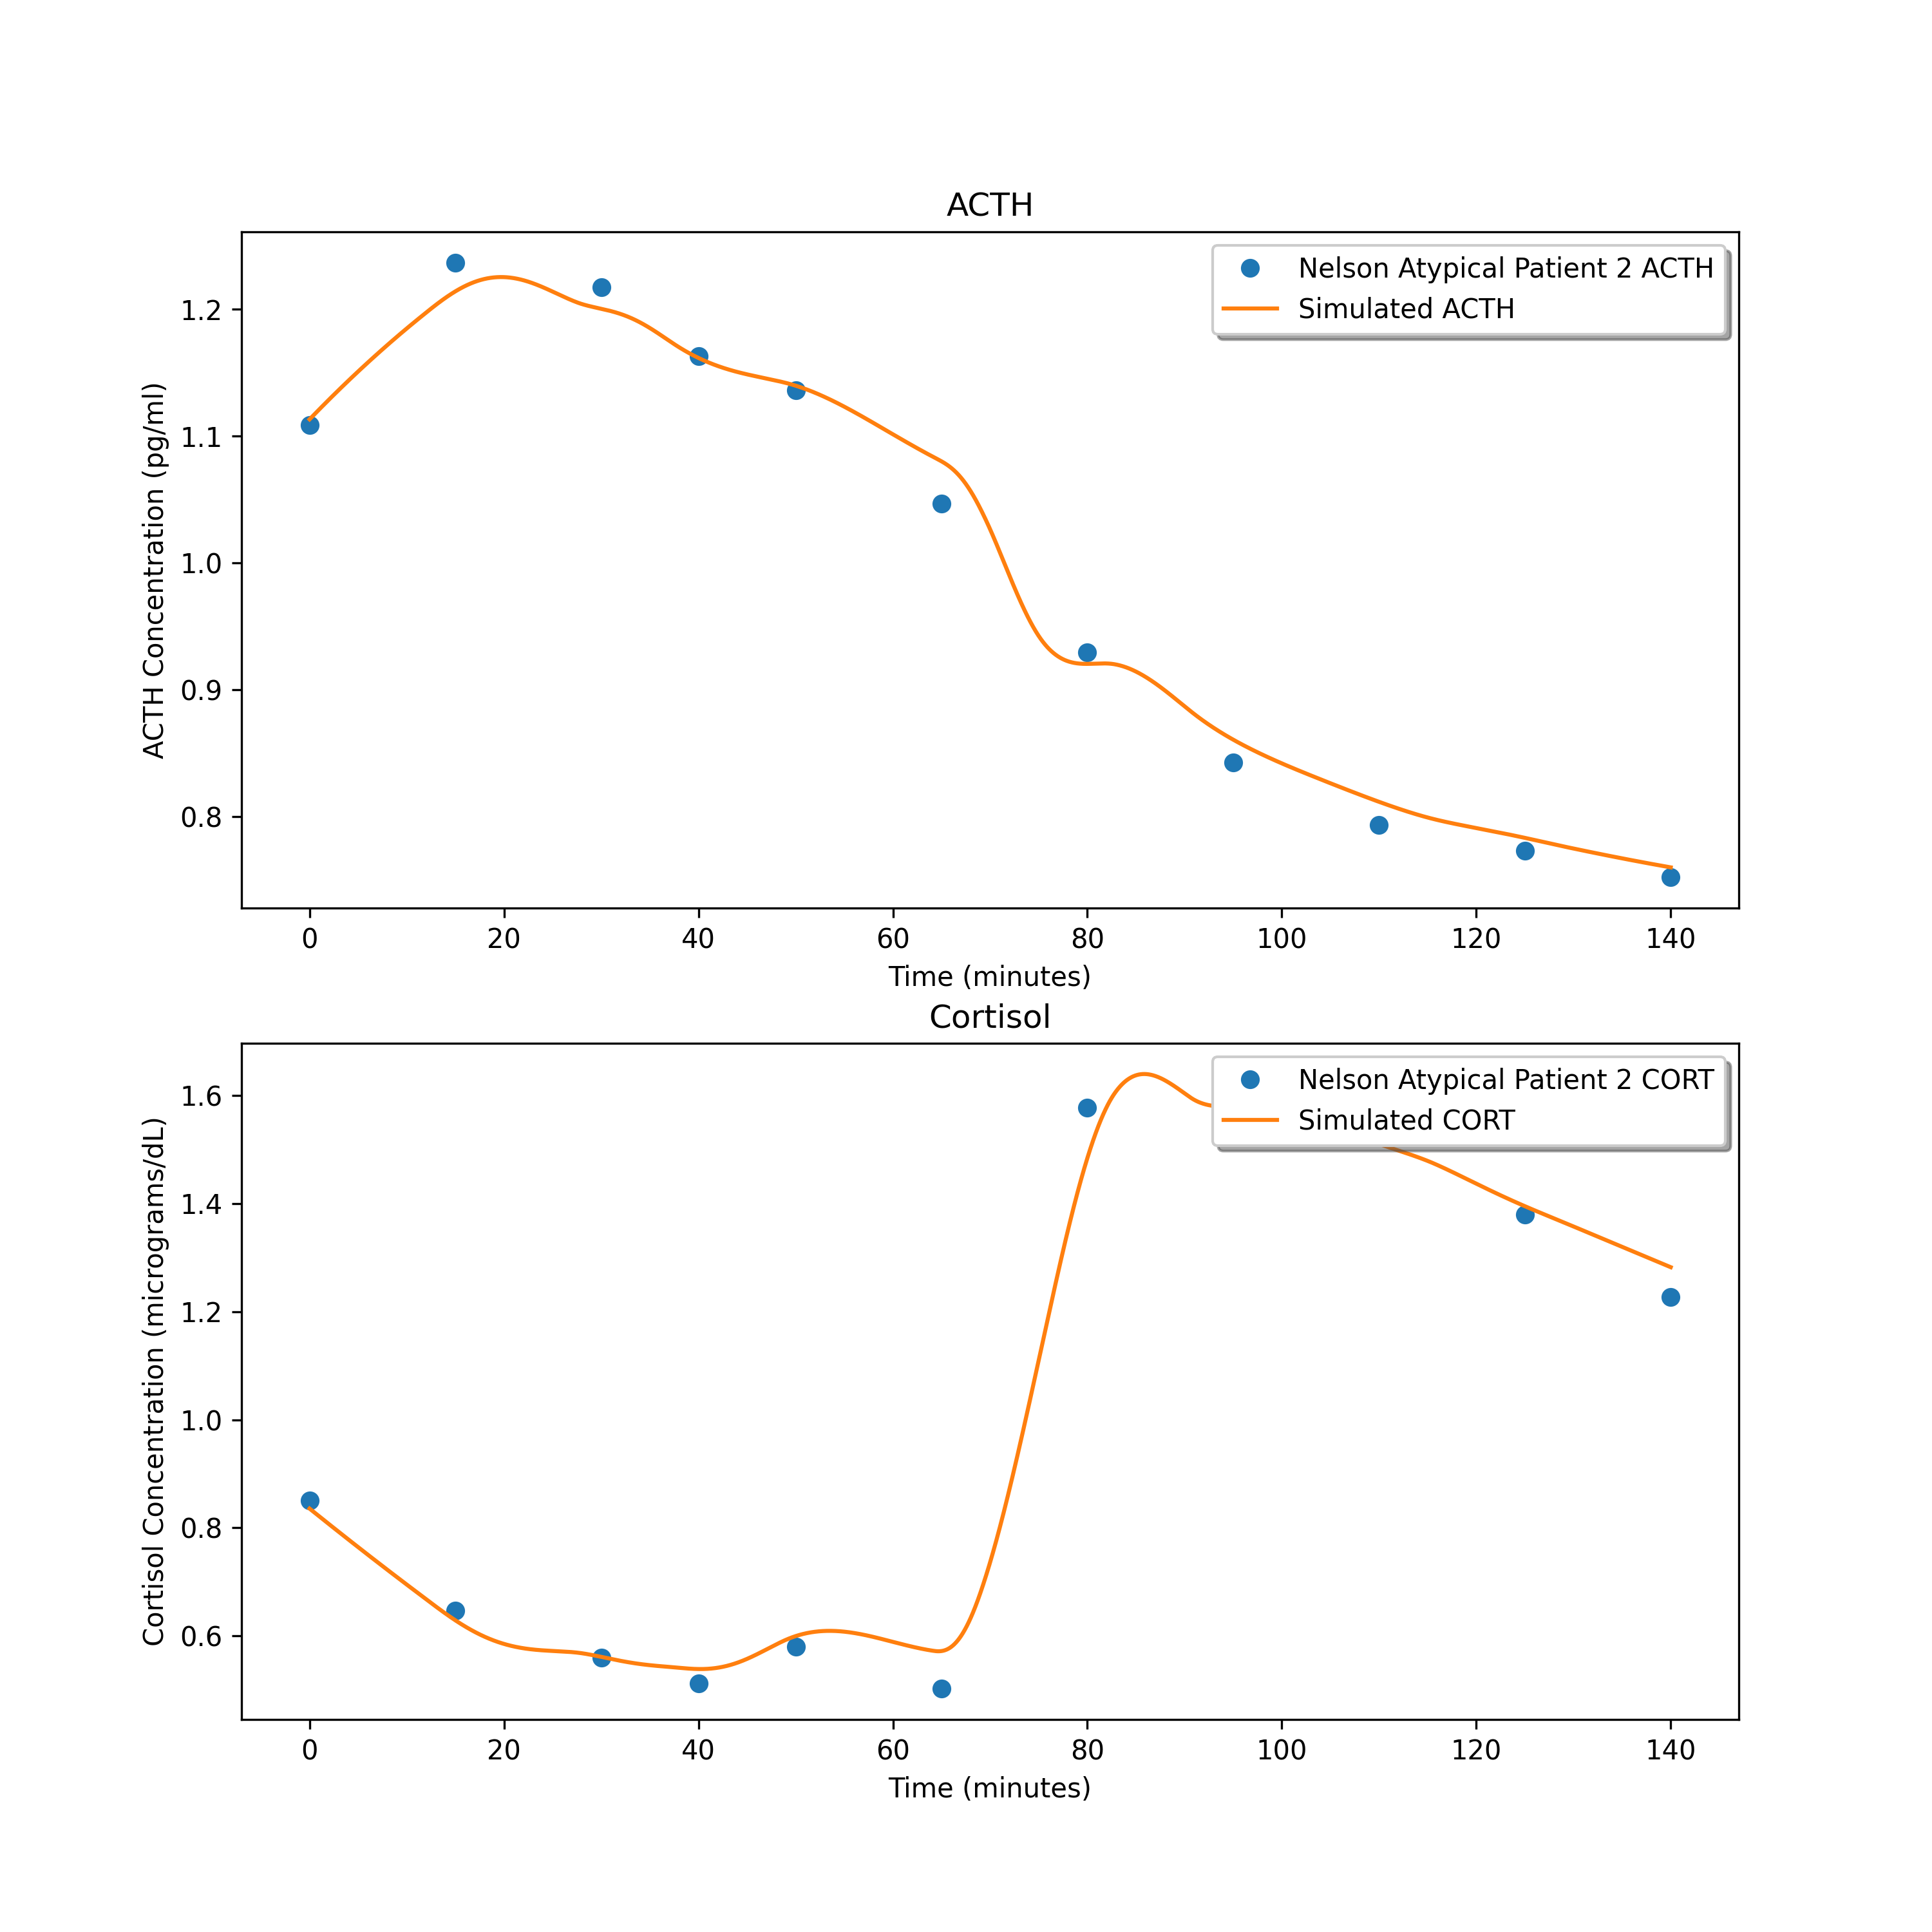 ACTH
Nelson Atypical Patient 2 ACTH
Simulated ACTH
ACTH Concentration (pg/ml)
1.2
1.1
1.0
0.9
0.8
0 20 40 60 80 100 120 140
Time (minutes)
Cortisol
Nelson Atypical Patient 2 CORT
Simulated CORT
Cortisol Concentration (micrograms/dL)
1.6
1.4
1.2
1.0
0.8
0.6
0 20 40 60 80 100 120 140
Time (minutes)